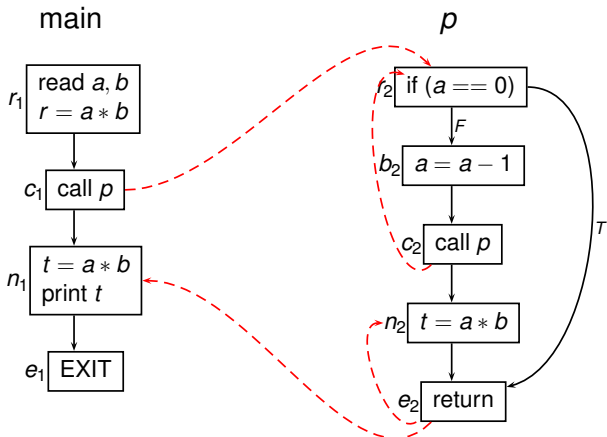 main
p
r₁
read a, b
r = a ∗ b
c₁
call p
n₁
t = a ∗ b
print t
e₁
EXIT
r₂
if (a == 0)
F
T
b₂
a = a − 1
c₂
call p
n₂
t = a ∗ b
e₂
return